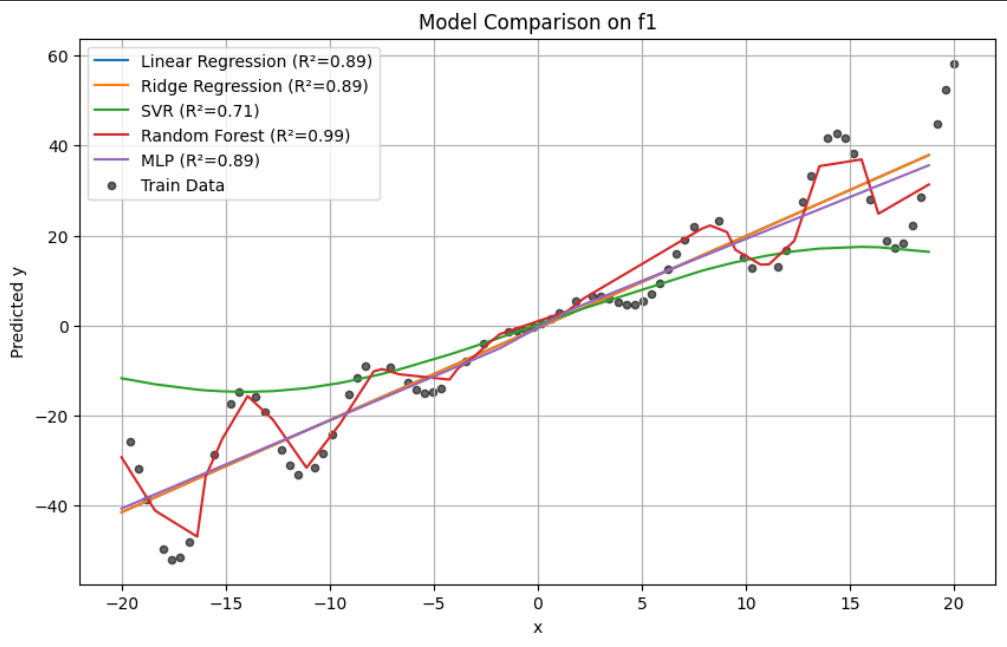 Model Comparison on f1
Linear Regression (R²=0.89)
Ridge Regression (R²=0.89)
SVR (R²=0.71)
Random Forest (R²=0.99)
MLP (R²=0.89)
Train Data
60
40
20
0
−20
−40
Predicted y
−20 −15 −10 −5 0 5 10 15 20
x